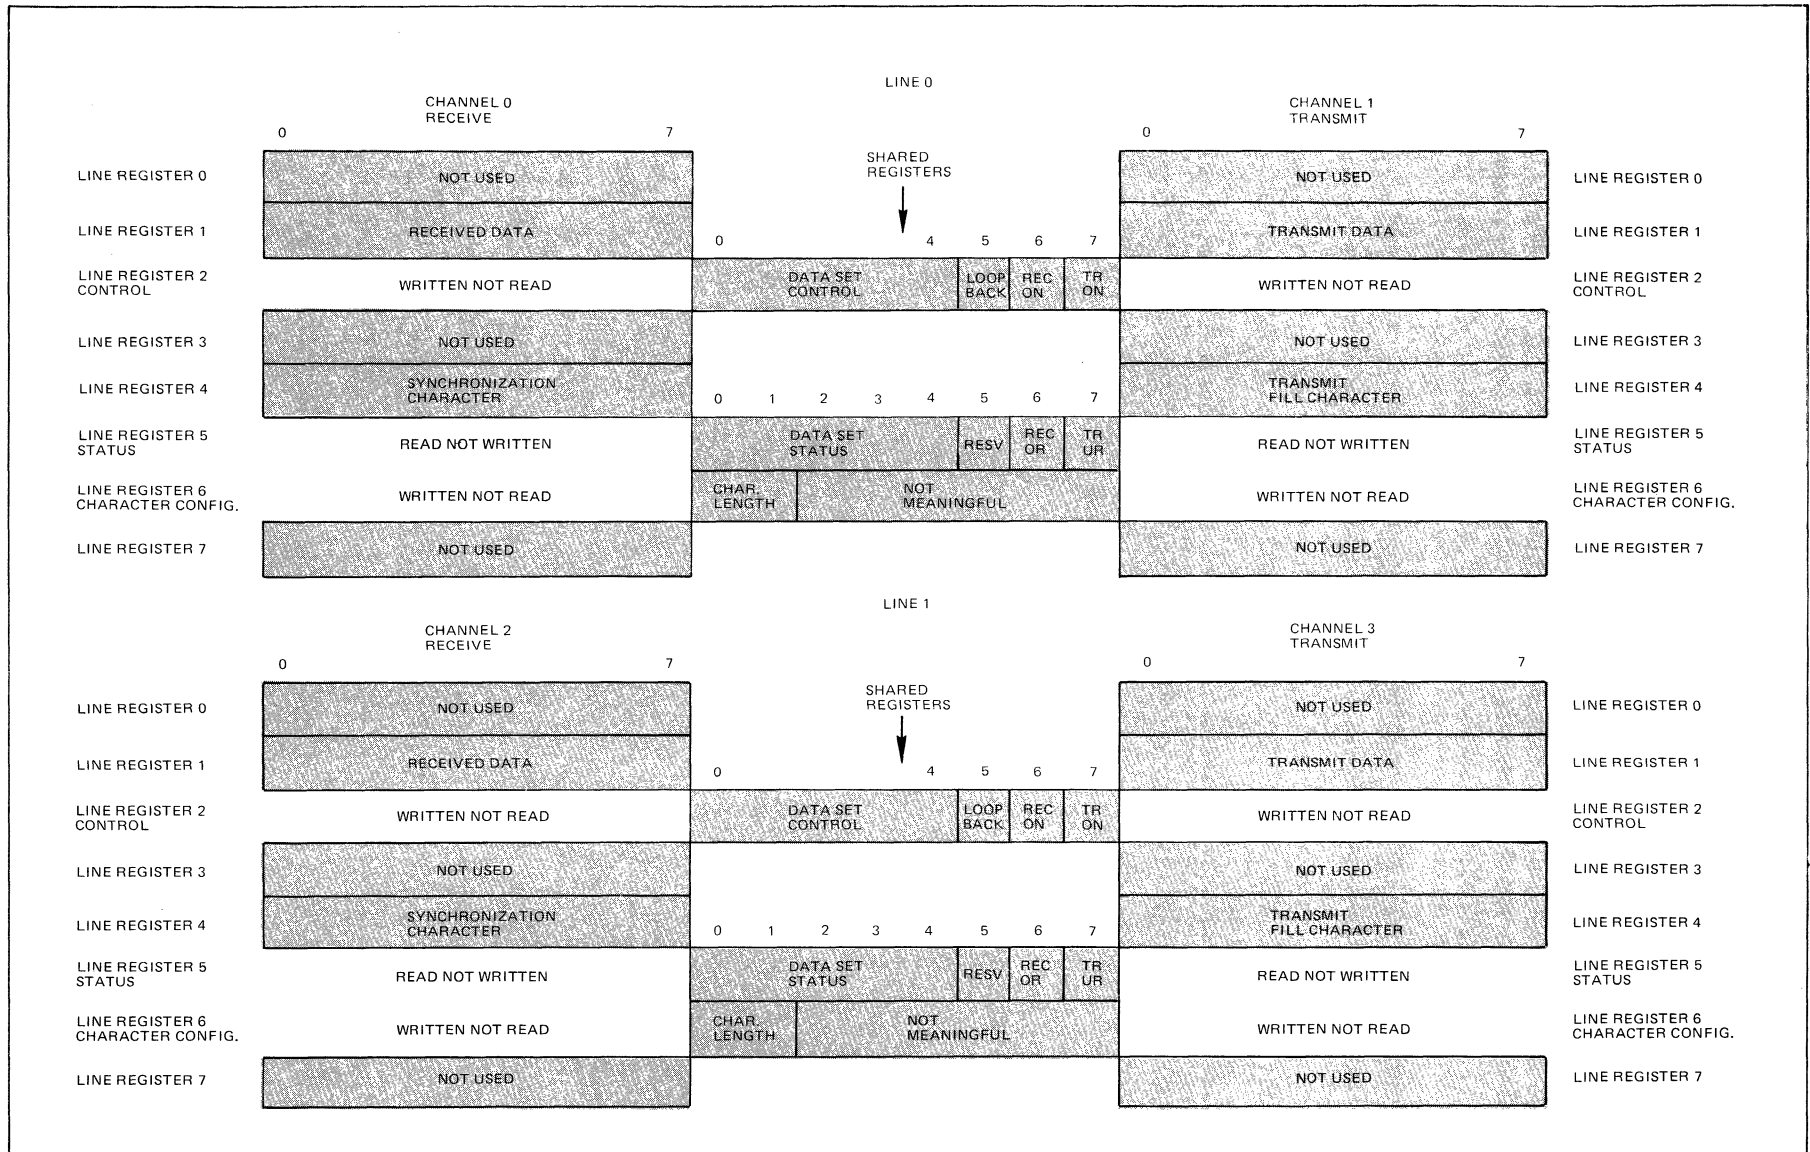 LINE 0
CHANNEL 0
RECEIVE
CHANNEL 1
TRANSMIT
0 7
0 7
SHARED
REGISTERS
LINE REGISTER 0
NOT USED
NOT USED
LINE REGISTER 0
LINE REGISTER 1
RECEIVED DATA
0 4 5 6 7
TRANSMIT DATA
LINE REGISTER 1
LINE REGISTER 2
CONTROL
WRITTEN NOT READ
DATA SET
CONTROL
LOOP
BACK
REC
ON
TR
ON
WRITTEN NOT READ
LINE REGISTER 2
CONTROL
LINE REGISTER 3
NOT USED
NOT USED
LINE REGISTER 3
LINE REGISTER 4
SYNCHRONIZATION
CHARACTER
0 1 2 3 4 5 6 7
TRANSMIT
FILL CHARACTER
LINE REGISTER 4
LINE REGISTER 5
STATUS
READ NOT WRITTEN
DATA SET
STATUS
RESV
REC
OR
TR
UR
READ NOT WRITTEN
LINE REGISTER 5
STATUS
LINE REGISTER 6
CHARACTER CONFIG.
WRITTEN NOT READ
CHAR.
LENGTH
NOT
MEANINGFUL
WRITTEN NOT READ
LINE REGISTER 6
CHARACTER CONFIG.
LINE REGISTER 7
NOT USED
NOT USED
LINE REGISTER 7
LINE 1
CHANNEL 2
RECEIVE
CHANNEL 3
TRANSMIT
0 7
0 7
SHARED
REGISTERS
LINE REGISTER 0
NOT USED
NOT USED
LINE REGISTER 0
LINE REGISTER 1
RECEIVED DATA
0 4 5 6 7
TRANSMIT DATA
LINE REGISTER 1
LINE REGISTER 2
CONTROL
WRITTEN NOT READ
DATA SET
CONTROL
LOOP
BACK
REC
ON
TR
ON
WRITTEN NOT READ
LINE REGISTER 2
CONTROL
LINE REGISTER 3
NOT USED
NOT USED
LINE REGISTER 3
LINE REGISTER 4
SYNCHRONIZATION
CHARACTER
0 1 2 3 4 5 6 7
TRANSMIT
FILL CHARACTER
LINE REGISTER 4
LINE REGISTER 5
STATUS
READ NOT WRITTEN
DATA SET
STATUS
RESV
REC
OR
TR
UR
READ NOT WRITTEN
LINE REGISTER 5
STATUS
LINE REGISTER 6
CHARACTER CONFIG.
WRITTEN NOT READ
CHAR.
LENGTH
NOT
MEANINGFUL
WRITTEN NOT READ
LINE REGISTER 6
CHARACTER CONFIG.
LINE REGISTER 7
NOT USED
NOT USED
LINE REGISTER 7